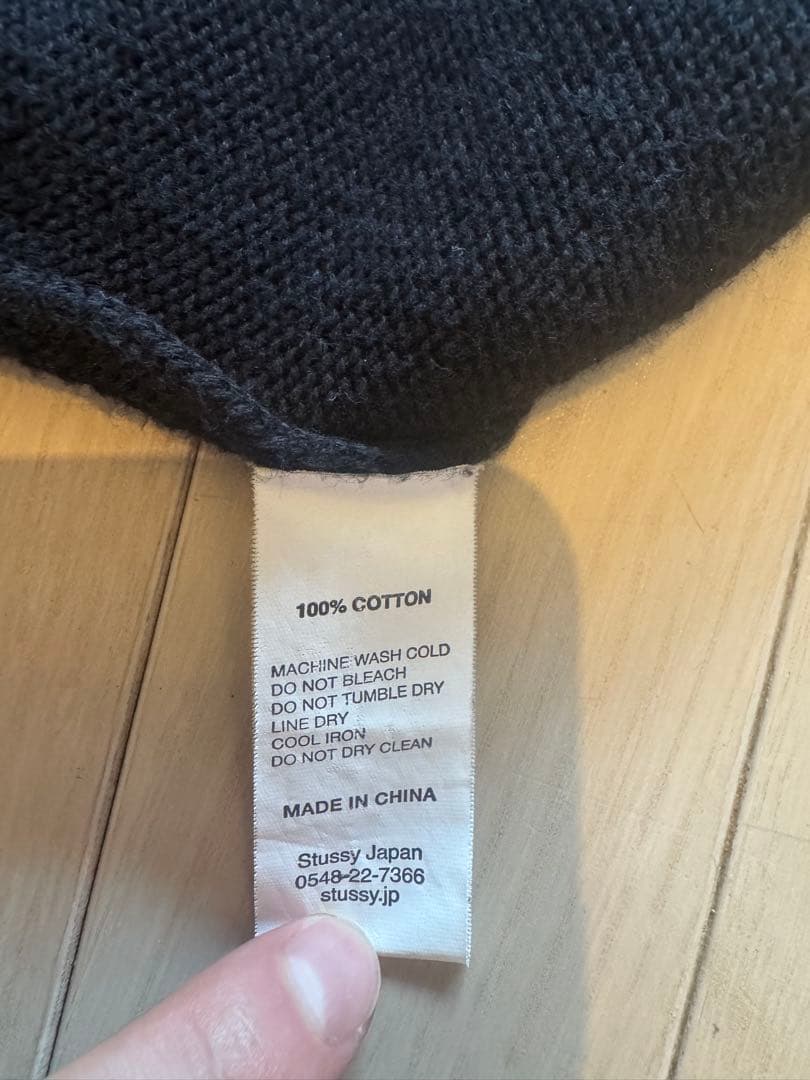 100% COTTON
MACHINE WASH COLD
DO NOT BLEACH
DO NOT TUMBLE DRY
LINE DRY
COOL IRON
DO NOT DRY CLEAN
MADE IN CHINA
Stussy Japan
0548-22-7366
stussy.jp